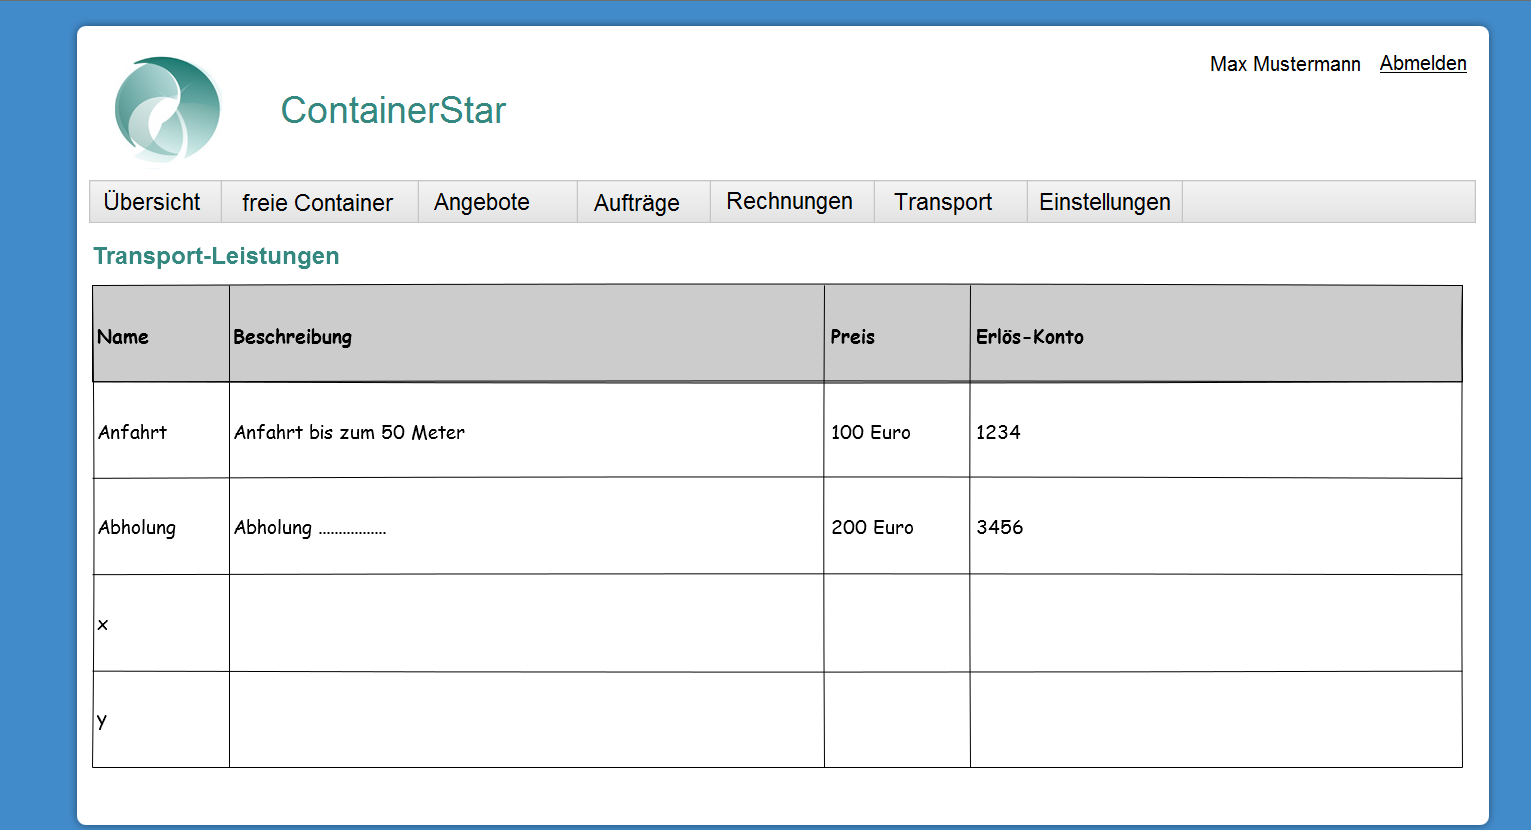 Max Mustermann Abmelden
ContainerStar
Übersicht freie Container Angebote Aufträge Rechnungen Transport Einstellungen
Transport-Leistungen
Name Beschreibung Preis Erlös-Konto
Anfahrt Anfahrt bis zum 50 Meter 100 Euro 1234
Abholung Abholung ................. 200 Euro 3456
x
y